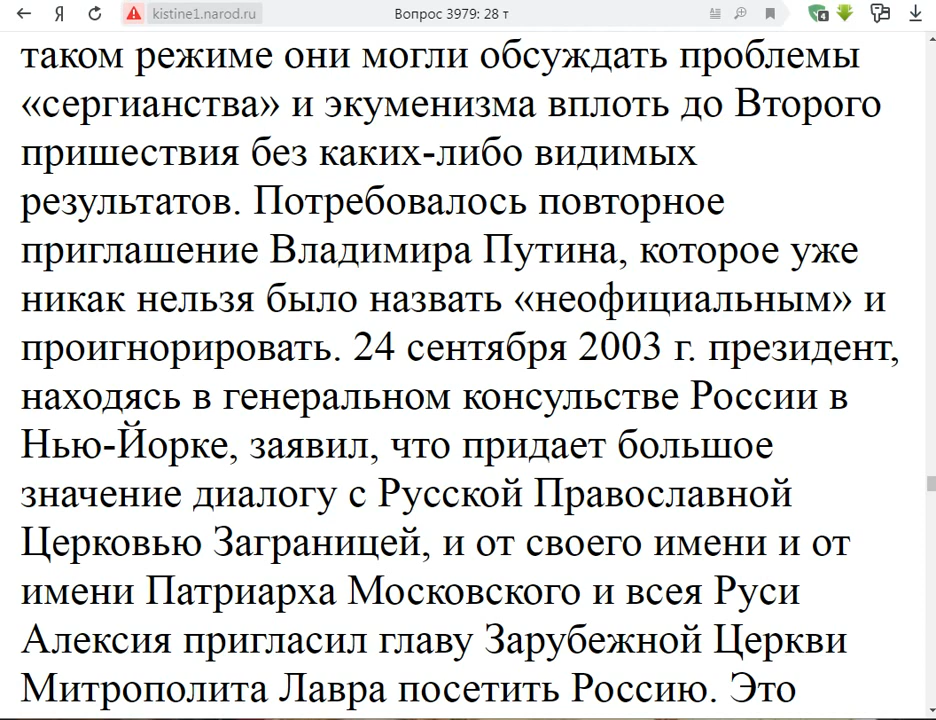 kistine1.narod.ru
Вопрос 3979: 28 т
4
таком режиме они могли обсуждать проблемы
«сергианства» и экуменизма вплоть до Второго
пришествия без каких-либо видимых
результатов. Потребовалось повторное
приглашение Владимира Путина, которое уже
никак нельзя было назвать «неофициальным» и
проигнорировать. 24 сентября 2003 г. президент,
находясь в генеральном консульстве России в
Нью-Йорке, заявил, что придает большое
значение диалогу с Русской Православной
Церковью Заграницей, и от своего имени и от
имени Патриарха Московского и всея Руси
Алексия пригласил главу Зарубежной Церкви
Митрополита Лавра посетить Россию. Это